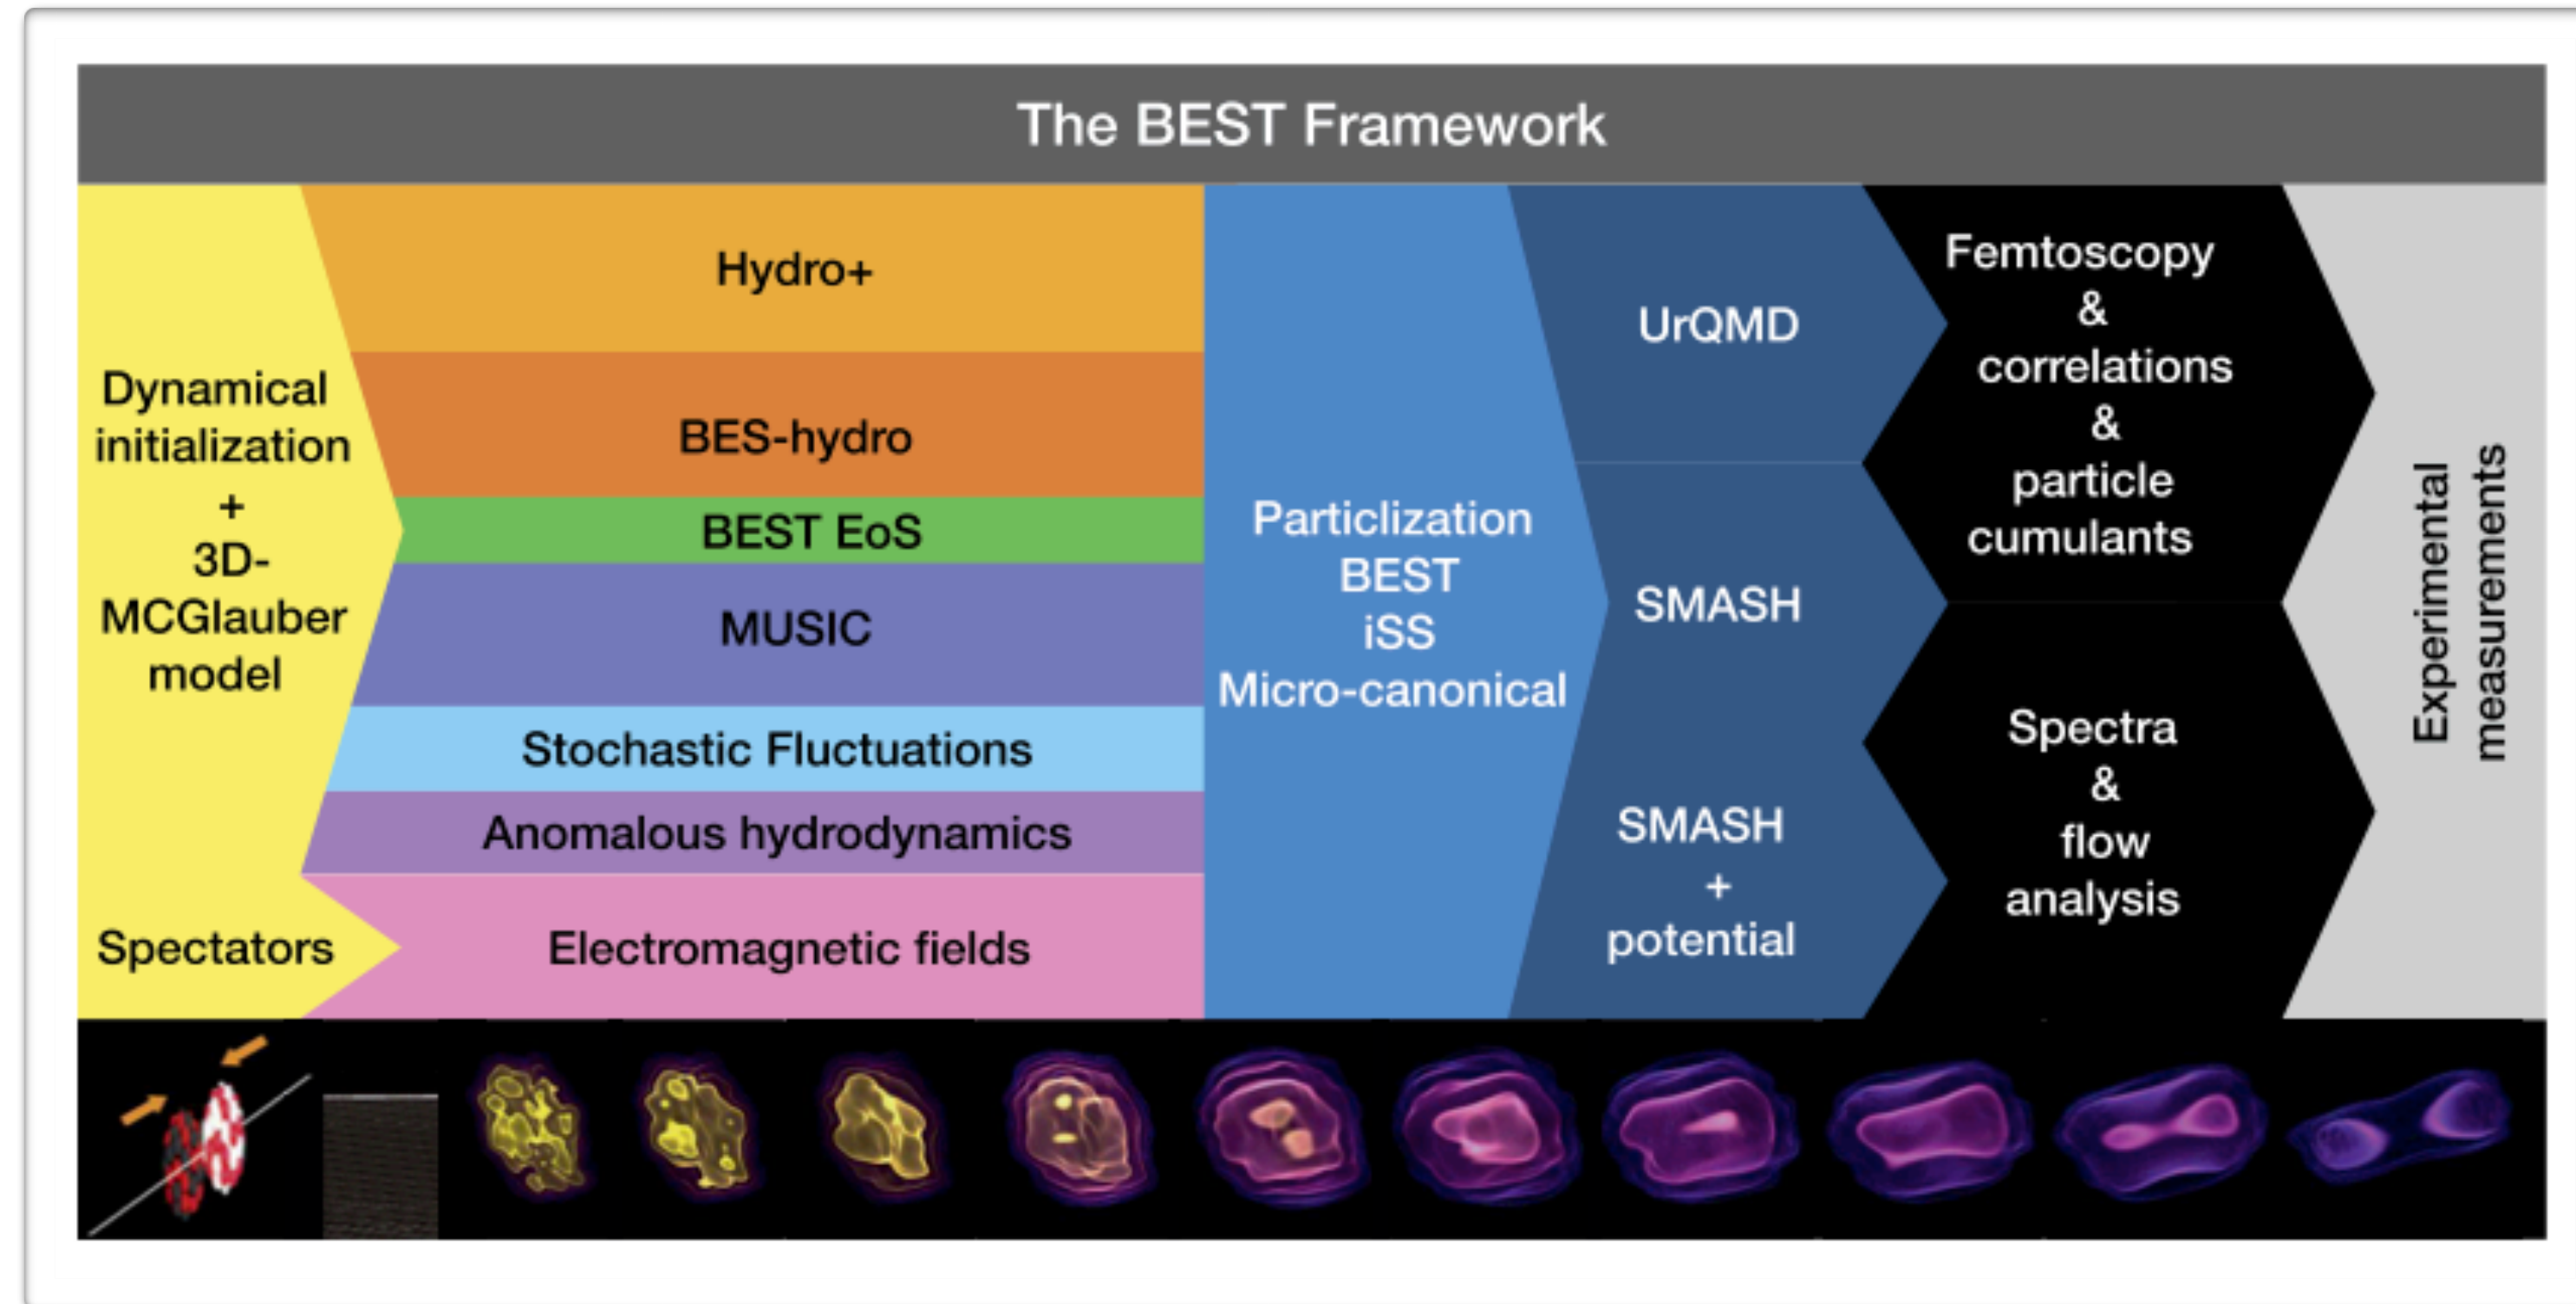 The BEST Framework
Dynamical
initialization
+
3D-
MCGlauber
model
Spectators
Hydro+
BES-hydro
BEST EoS
MUSIC
Stochastic Fluctuations
Anomalous hydrodynamics
Electromagnetic fields
Particlization
BEST
iSS
Micro-canonical
UrQMD
SMASH
SMASH
+
potential
Femtoscopy
&
correlations
&
particle
cumulants
Spectra
&
flow
analysis
Experimental
measurements